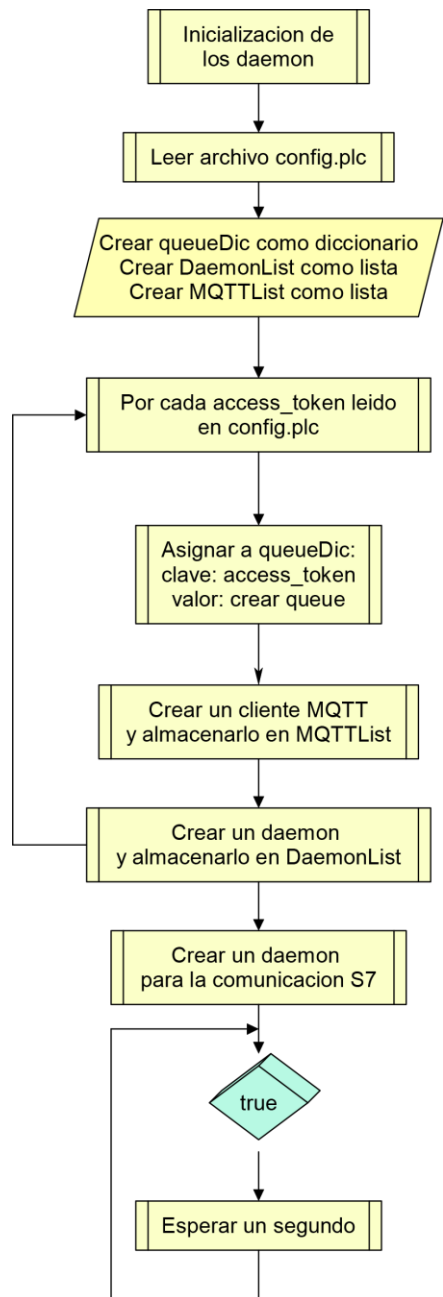 Inicializacion de
los daemon
Leer archivo config.plc
Crear queueDic como diccionario
Crear DaemonList como lista
Crear MQTTList como lista
Por cada access_token leido
en config.plc
Asignar a queueDic:
clave: access_token
valor: crear queue
Crear un cliente MQTT
y almacenarlo en MQTTList
Crear un daemon
y almacenarlo en DaemonList
Crear un daemon
para la comunicacion S7
true
Esperar un segundo